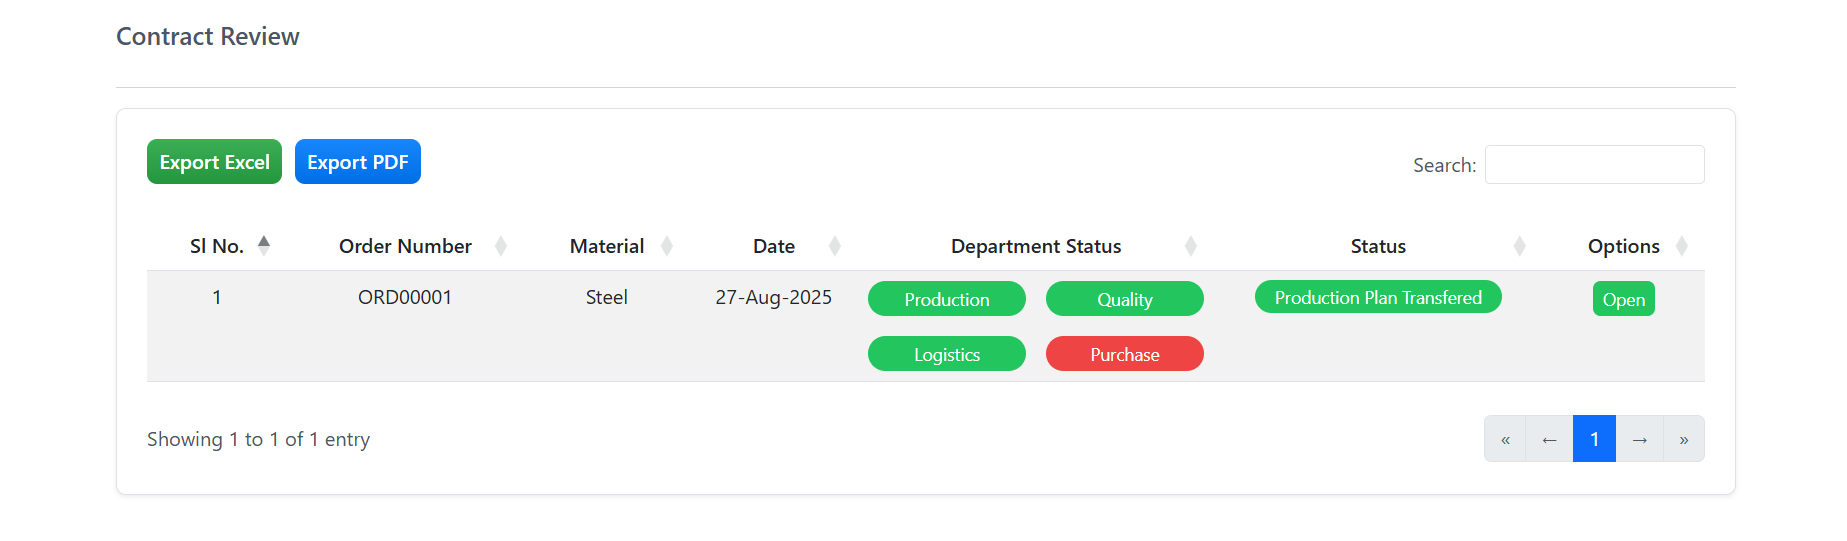 Contract Review
Export Excel Export PDF
Search:
Sl No. Order Number Material Date Department Status Status Options
1 ORD00001 Steel 27-Aug-2025 Production Quality Production Plan Transfered Open
Logistics Purchase
Showing 1 to 1 of 1 entry
« ← 1 → »